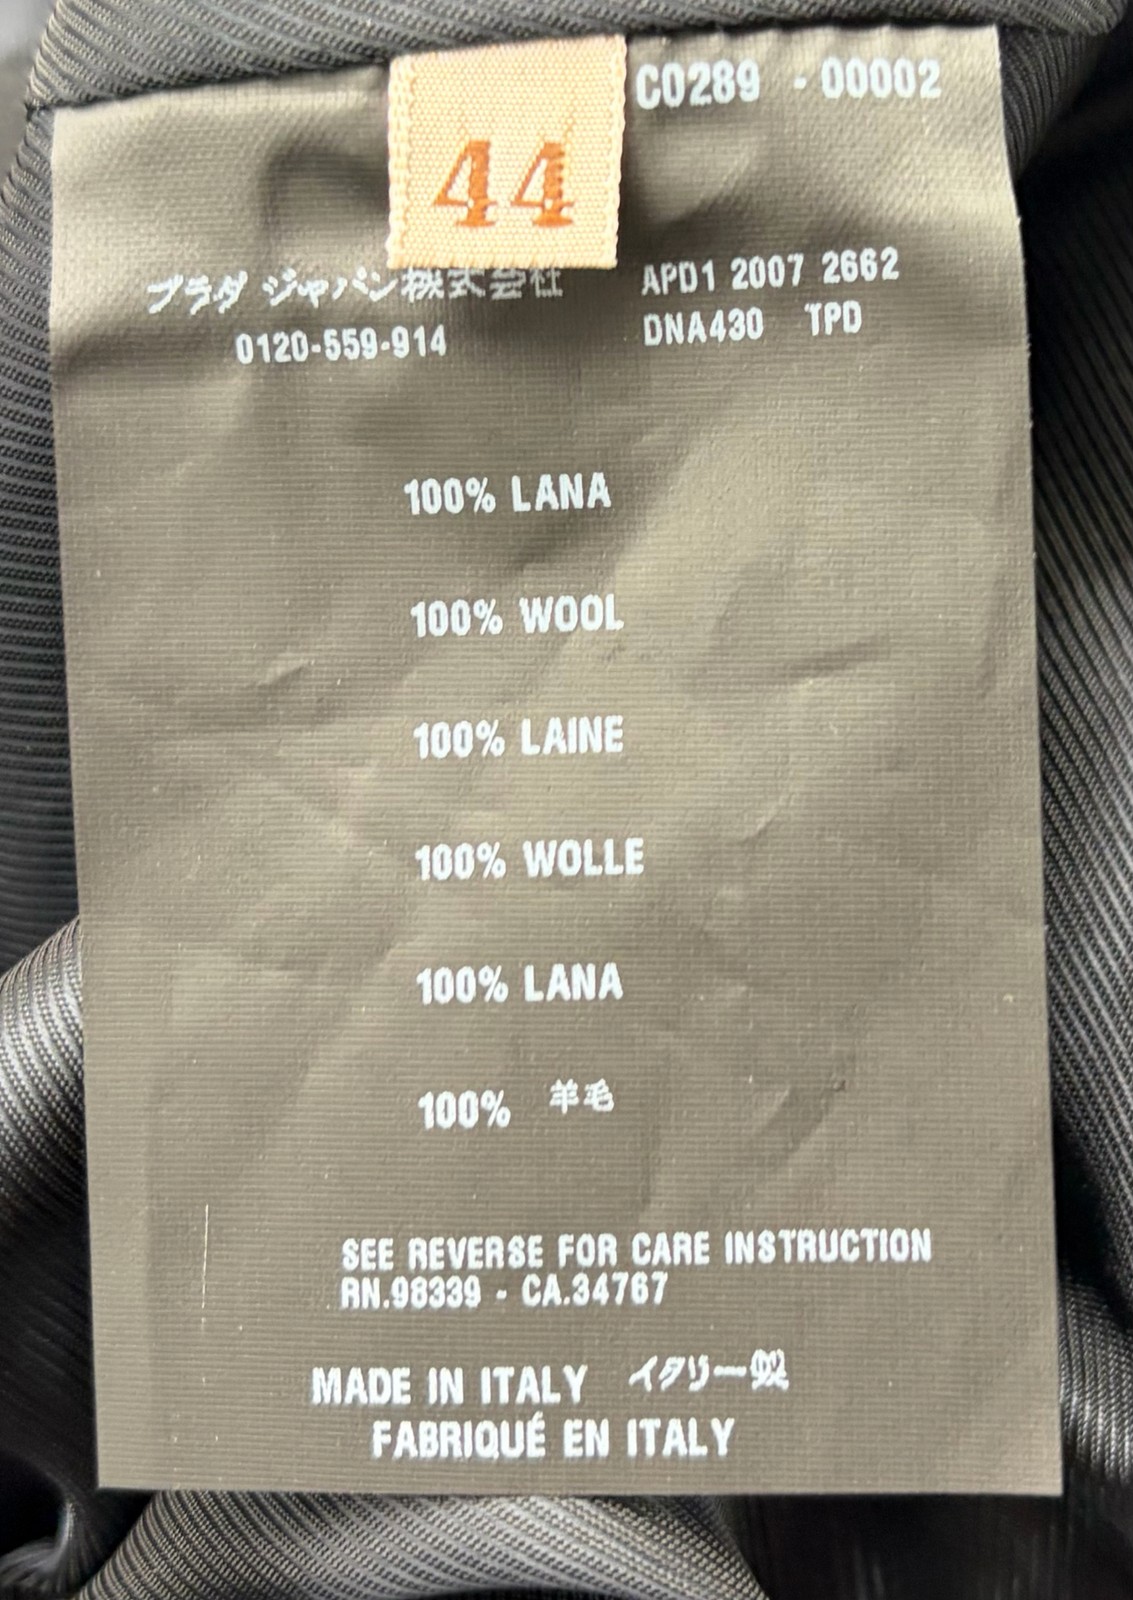 44
C0289 - 00002
プラダ ジャパン株式会社
0120-559-914
APD1 2007 2662
DNA430 TPD
100% LANA
100% WOOL
100% LAINE
100% WOLLE
100% LANA
100% 羊毛
SEE REVERSE FOR CARE INSTRUCTION
RN.98339 - CA.34767
MADE IN ITALY イタリー製
FABRIQUÉ EN ITALY